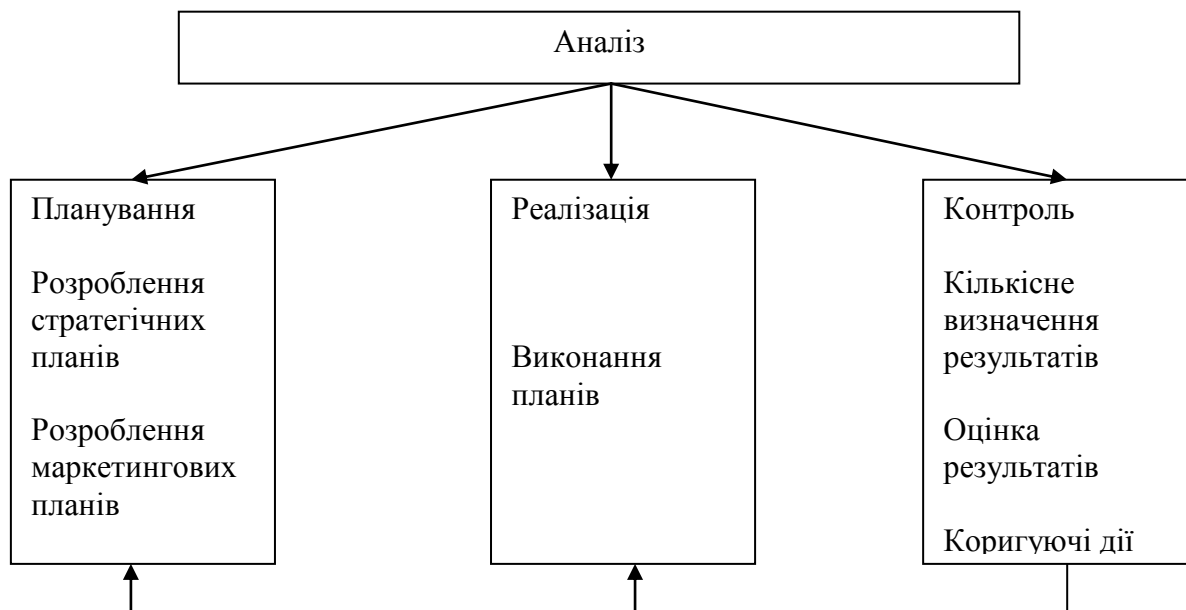 Аналіз
Планування
Розроблення
стратегічних
планів
Розроблення
маркетингових
планів
Реалізація
Виконання
планів
Контроль
Кількісне
визначення
результатів
Оцінка
результатів
Коригуючі дії